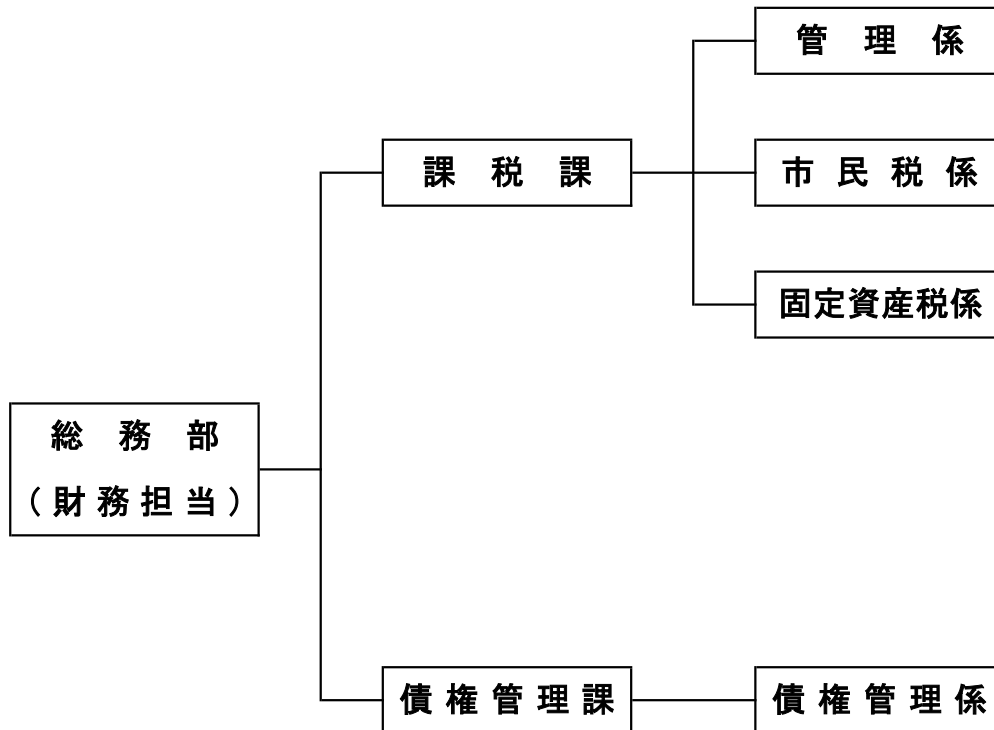 総務部
（財務担当）
課税課
管理係
市民税係
固定資産税係
債権管理課
債権管理係